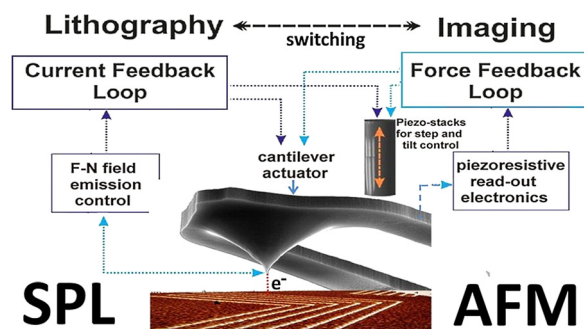 Lithography
switching
Imaging
Current Feedback
Loop
Force Feedback
Loop
Piezo-stacks
for step and
tilt control
F-N field
emission
control
cantilever
actuator
piezoresistive
read-out
electronics
e-
SPL
AFM